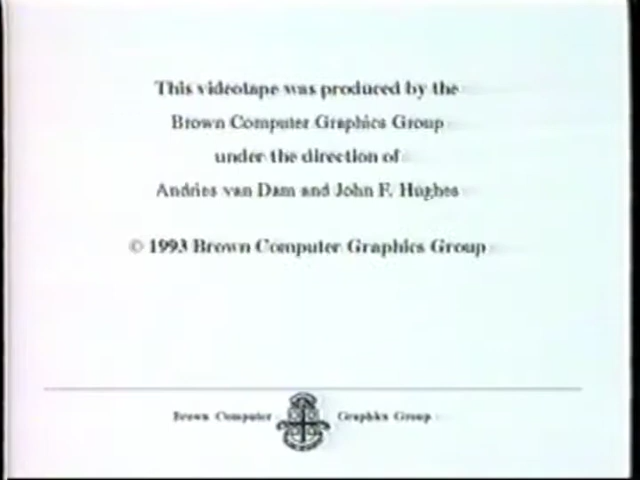 This videotape was produced by the
Brown Computer Graphics Group
under the direction of
Andries van Dam and John F. Hughes
© 1993 Brown Computer Graphics Group
Brown Computer Graphics Group